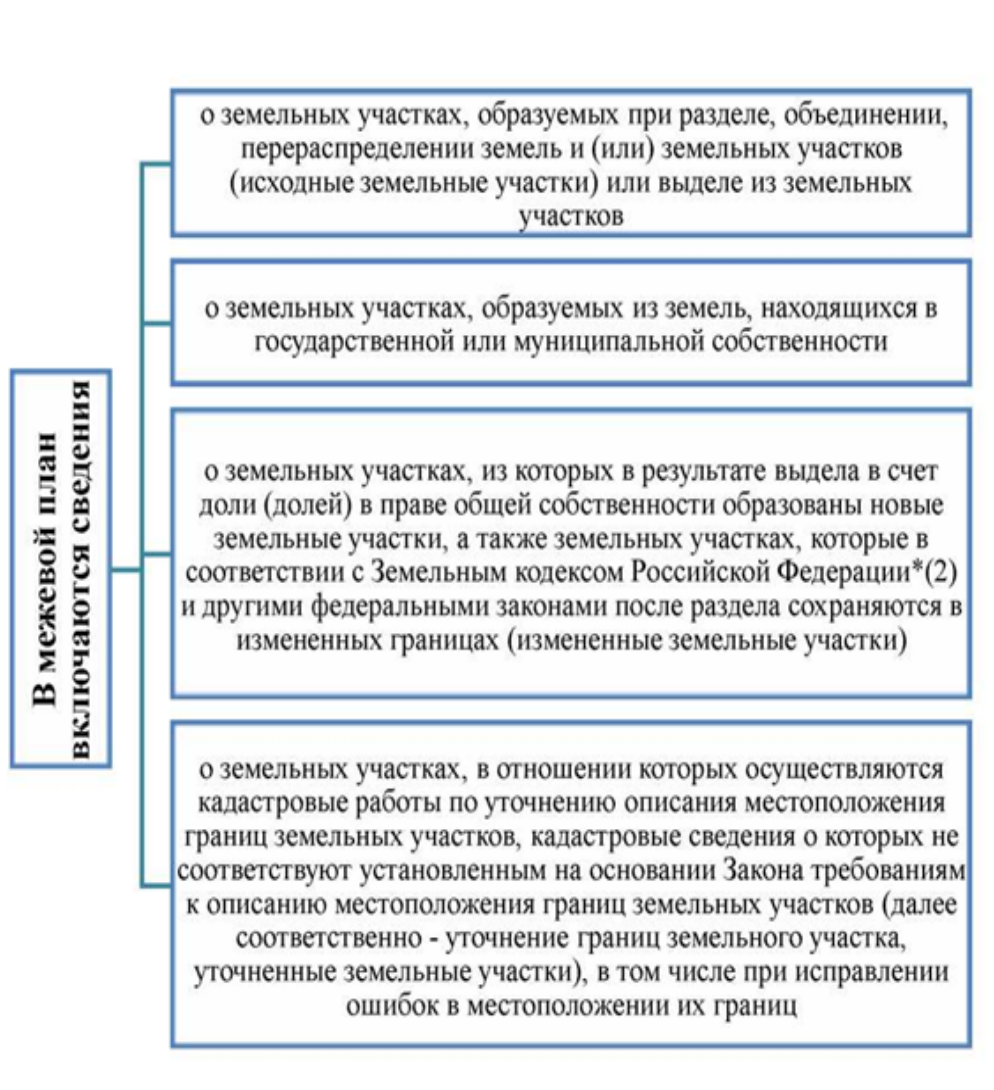 В межевой план
включаются сведения
о земельных участках, образуемых при разделе, объединении,
перераспределении земель и (или) земельных участков
(исходные земельные участки) или выделе из земельных
участков
о земельных участках, образуемых из земель, находящихся в
государственной или муниципальной собственности
о земельных участках, из которых в результате выдела в счет
доли (долей) в праве общей собственности образованы новые
земельные участки, а также земельных участках, которые в
соответствии с Земельным кодексом Российской Федерации*(2)
и другими федеральными законами после раздела сохраняются в
измененных границах (измененные земельные участки)
о земельных участках, в отношении которых осуществляются
кадастровые работы по уточнению описания местоположения
границ земельных участков, кадастровые сведения о которых не
соответствуют установленным на основании Закона требованиям
к описанию местоположения границ земельных участков (далее
соответственно - уточнение границ земельного участка,
уточненные земельные участки), в том числе при исправлении
ошибок в местоположении их границ